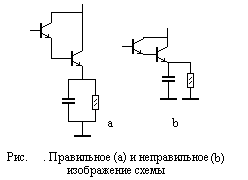 a b
Рис. . Правильное (a) и неправильное (b)
изображение схемы